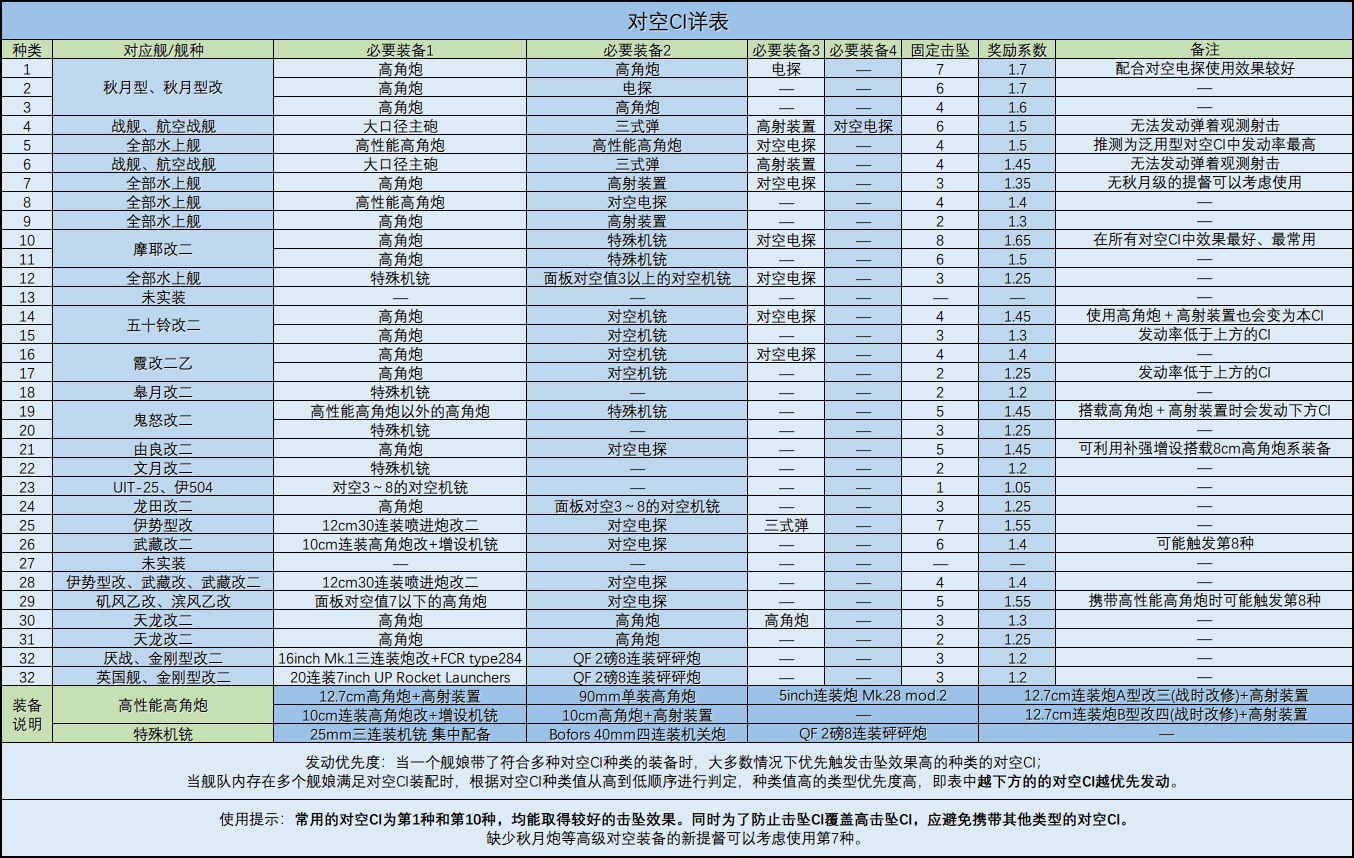 对空CI详表
种类 对应舰/舰种 必要装备1 必要装备2 必要装备3 必要装备4 固定击坠 奖励系数 备注
1 秋月型、秋月型改 高角炮 高角炮 电探 — 7 1.7 配合对空电探使用效果较好
2 高角炮 电探 — — 6 1.7 —
3 高角炮 高角炮 — — 4 1.6 —
4 战舰、航空战舰 大口径主砲 三式弹 高射装置 对空电探 6 1.5 无法发动弹着观测射击
5 全部水上舰 高性能高角炮 高性能高角炮 对空电探 — 4 1.5 推测为泛用型对空CI中发动率最高
6 战舰、航空战舰 大口径主砲 三式弹 高射装置 — 4 1.45 无法发动弹着观测射击
7 全部水上舰 高角炮 高射装置 对空电探 — 3 1.35 无秋月级的提督可以考虑使用
8 全部水上舰 高性能高角炮 对空电探 — — 4 1.4 —
9 全部水上舰 高角炮 高射装置 — — 2 1.3 —
10 摩耶改二 高角炮 特殊机铳 对空电探 — 8 1.65 在所有对空CI中效果最好、最常用
11 高角炮 特殊机铳 — — 6 1.5 —
12 全部水上舰 特殊机铳 面板对空值3以上的对空机铳 对空电探 — 3 1.25 —
13 未实装 — — — — — — —
14 五十铃改二 高角炮 对空机铳 对空电探 — 4 1.45 使用高角炮+高射装置也会变为本CI
15 高角炮 对空机铳 — — 3 1.3 发动率低于上方的CI
16 霞改二乙 高角炮 对空机铳 对空电探 — 4 1.4 —
17 高角炮 对空机铳 — — 2 1.25 发动率低于上方的CI
18 皋月改二 特殊机铳 — — — 2 1.2 —
19 鬼怒改二 高性能高角炮以外的高角炮 特殊机铳 — — 5 1.45 搭载高角炮+高射装置时会发动下方CI
20 特殊机铳 — — — 3 1.25 —
21 由良改二 高角炮 对空电探 — — 5 1.45 可利用补强增设搭载8cm高角炮系装备
22 文月改二 特殊机铳 — — — 2 1.2 —
23 UIT-25、伊504 对空3~8的对空机铳 — — — 1 1.05 —
24 龙田改二 高角炮 面板对空3~8的对空机铳 — — 3 1.25 —
25 伊势型改 12cm30连装喷进炮改二 对空电探 三式弹 — 7 1.55 —
26 武藏改二 10cm连装高角炮改+增设机铳 对空电探 — — 6 1.4 可能触发第8种
27 未实装 — — — — — — —
28 伊势型改、武藏改、武藏改二 12cm30连装喷进炮改二 对空电探 — — 4 1.4 —
29 矶风乙改、滨风乙改 面板对空值7以下的高角炮 对空电探 — — 5 1.55 携带高性能高角炮时可能触发第8种
30 天龙改二 高角炮 高角炮 高角炮 — 3 1.3 —
31 天龙改二 高角炮 高角炮 — — 2 1.25 —
32 厌战、金刚型改二 16inch Mk.1三连装炮改+FCR type284 QF 2磅8连装砰砰炮 — — 3 1.2 —
32 英国舰、金刚型改二 20连装7inch UP Rocket Launchers QF 2磅8连装砰砰炮 — — 3 1.2 —
装备说明 高性能高角炮 12.7cm高角炮+高射装置 90mm单装高角炮 5inch连装炮 Mk.28 mod.2 12.7cm连装炮A型改三(战时改修)+高射装置
10cm连装高角炮改+增设机铳 10cm高角炮+高射装置 — 12.7cm连装炮B型改四(战时改修)+高射装置
特殊机铳 25mm三连装机铳 集中配备 Bofors 40mm四连装机关炮 QF 2磅8连装砰砰炮 —
发动优先度：当一个舰娘带了符合多种对空CI种类的装备时，大多数情况下优先触发击坠效果高的种类的对空CI；
当舰队内存在多个舰娘满足对空CI装配时，根据对空CI种类值从高到低顺序进行判定，种类值高的类型优先度高，即表中越下方的的对空CI越优先发动。
使用提示：常用的对空CI为第1种和第10种，均能取得较好的击坠效果。同时为了防止击坠CI覆盖高击坠CI，应避免携带其他类型的对空CI。
缺少秋月炮等高级对空装备的新提督可以考虑使用第7种。